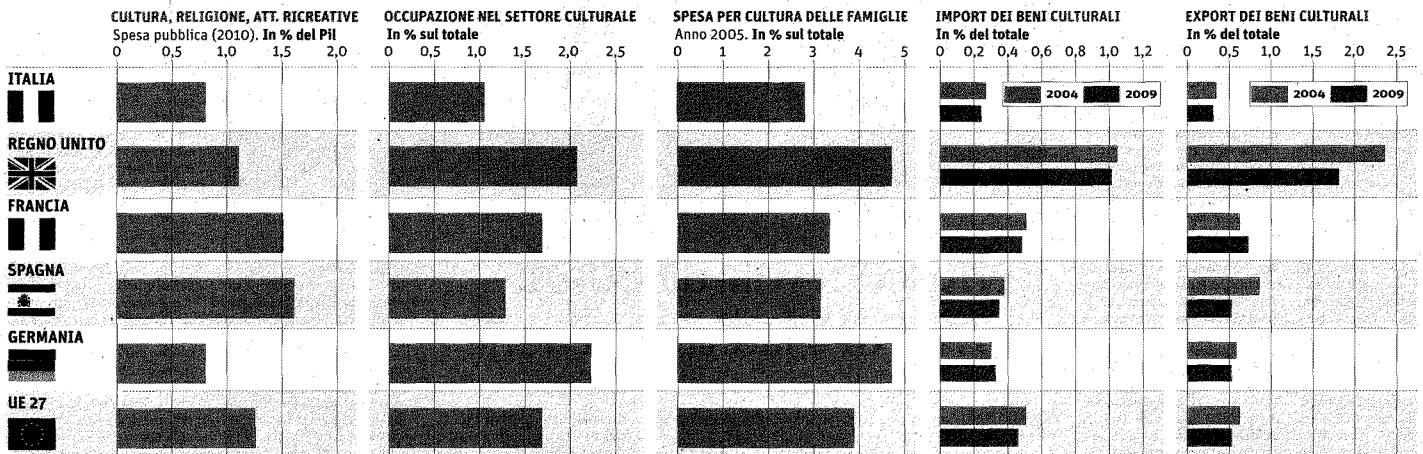 CULTURA, RELIGIONE, ATT. RICREATIVE
Spesa pubblica (2010). In % del Pil
0 0,5 1,0 1,5 2,0
OCCUPAZIONE NEL SETTORE CULTURALE
In % sul totale
0 0,5 1,0 1,5 2,0 2,5
SPESA PER CULTURA DELLE FAMIGLIE
Anno 2005. In % sul totale
0 1 2 3 4 5
IMPORT DEI BENI CULTURALI
In % del totale
0 0,2 0,4 0,6 0,8 1,0 1,2
2004 2009
EXPORT DEI BENI CULTURALI
In % del totale
0 0,5 1,0 1,5 2,0 2,5
2004 2009
ITALIA
REGNO UNITO
FRANCIA
SPAGNA
GERMANIA
UE 27